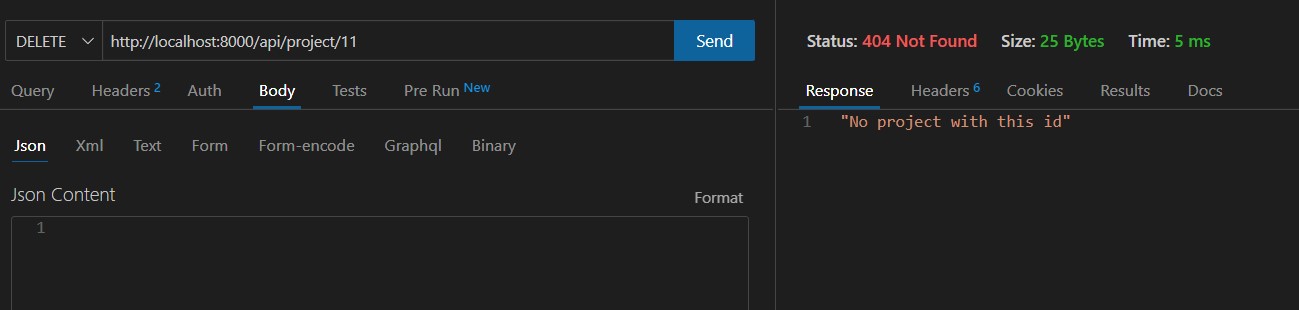 DELETE http://localhost:8000/api/project/11 Send
Status: 404 Not Found Size: 25 Bytes Time: 5 ms
Query Headers 2 Auth Body Tests Pre Run New
Response Headers 6 Cookies Results Docs
1 "No project with this id"
Json Xml Text Form Form-encode Graphql Binary
Json Content Format
1